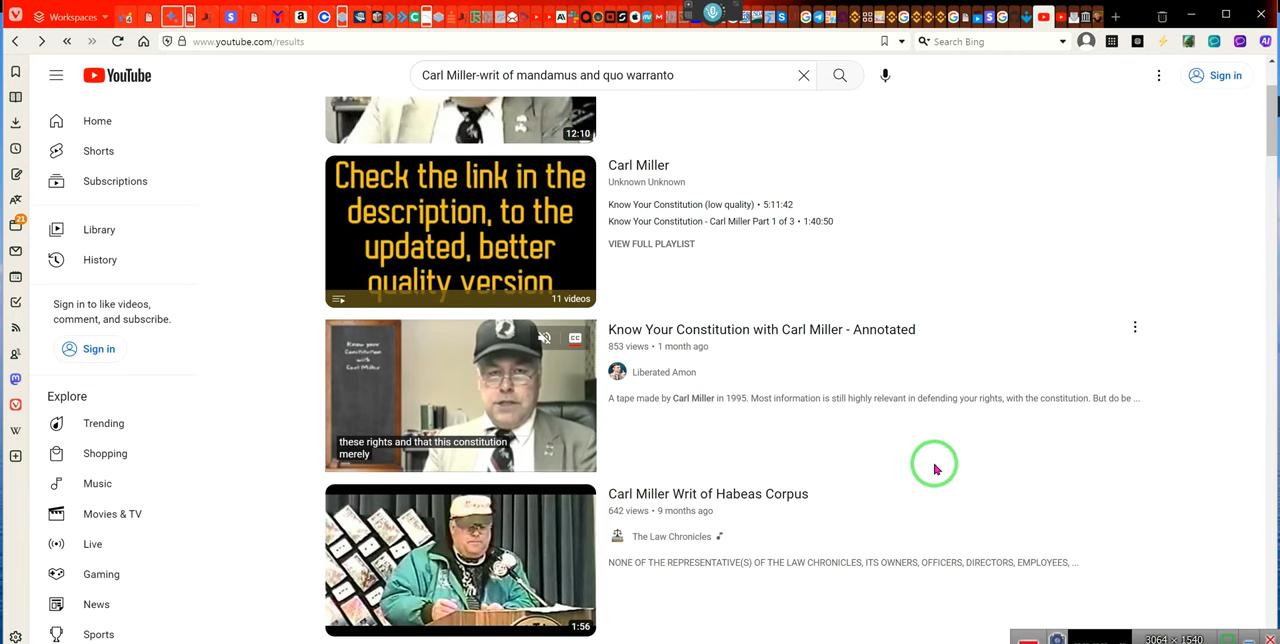 Workspaces
www.youtube.com/results
Search Bing
YouTube
Carl Miller-writ of mandamus and quo warranto
Sign in
Home
Shorts
Subscriptions
Library
History
Sign in to like videos,
comment, and subscribe.
Sign in
Explore
Trending
Shopping
Music
Movies & TV
Live
Gaming
News
Sports
21
12:10
Check the link in the
description, to the
updated, better
quality version
11 videos
Carl Miller
Unknown Unknown
Know Your Constitution (low quality) • 5:11:42
Know Your Constitution - Carl Miller Part 1 of 3 • 1:40:50
VIEW FULL PLAYLIST
Know your
Constitution
with
Carl Miller
CC
these rights and that this constitution
merely
Know Your Constitution with Carl Miller - Annotated
853 views • 1 month ago
Liberated Amon
A tape made by Carl Miller in 1995. Most information is still highly relevant in defending your rights, with the constitution. But do be ...
1:56
Carl Miller Writ of Habeas Corpus
642 views • 9 months ago
The Law Chronicles
NONE OF THE REPRESENTATIVE(S) OF THE LAW CHRONICLES, ITS OWNERS, OFFICERS, DIRECTORS, EMPLOYEES, ...
3064 × 1540